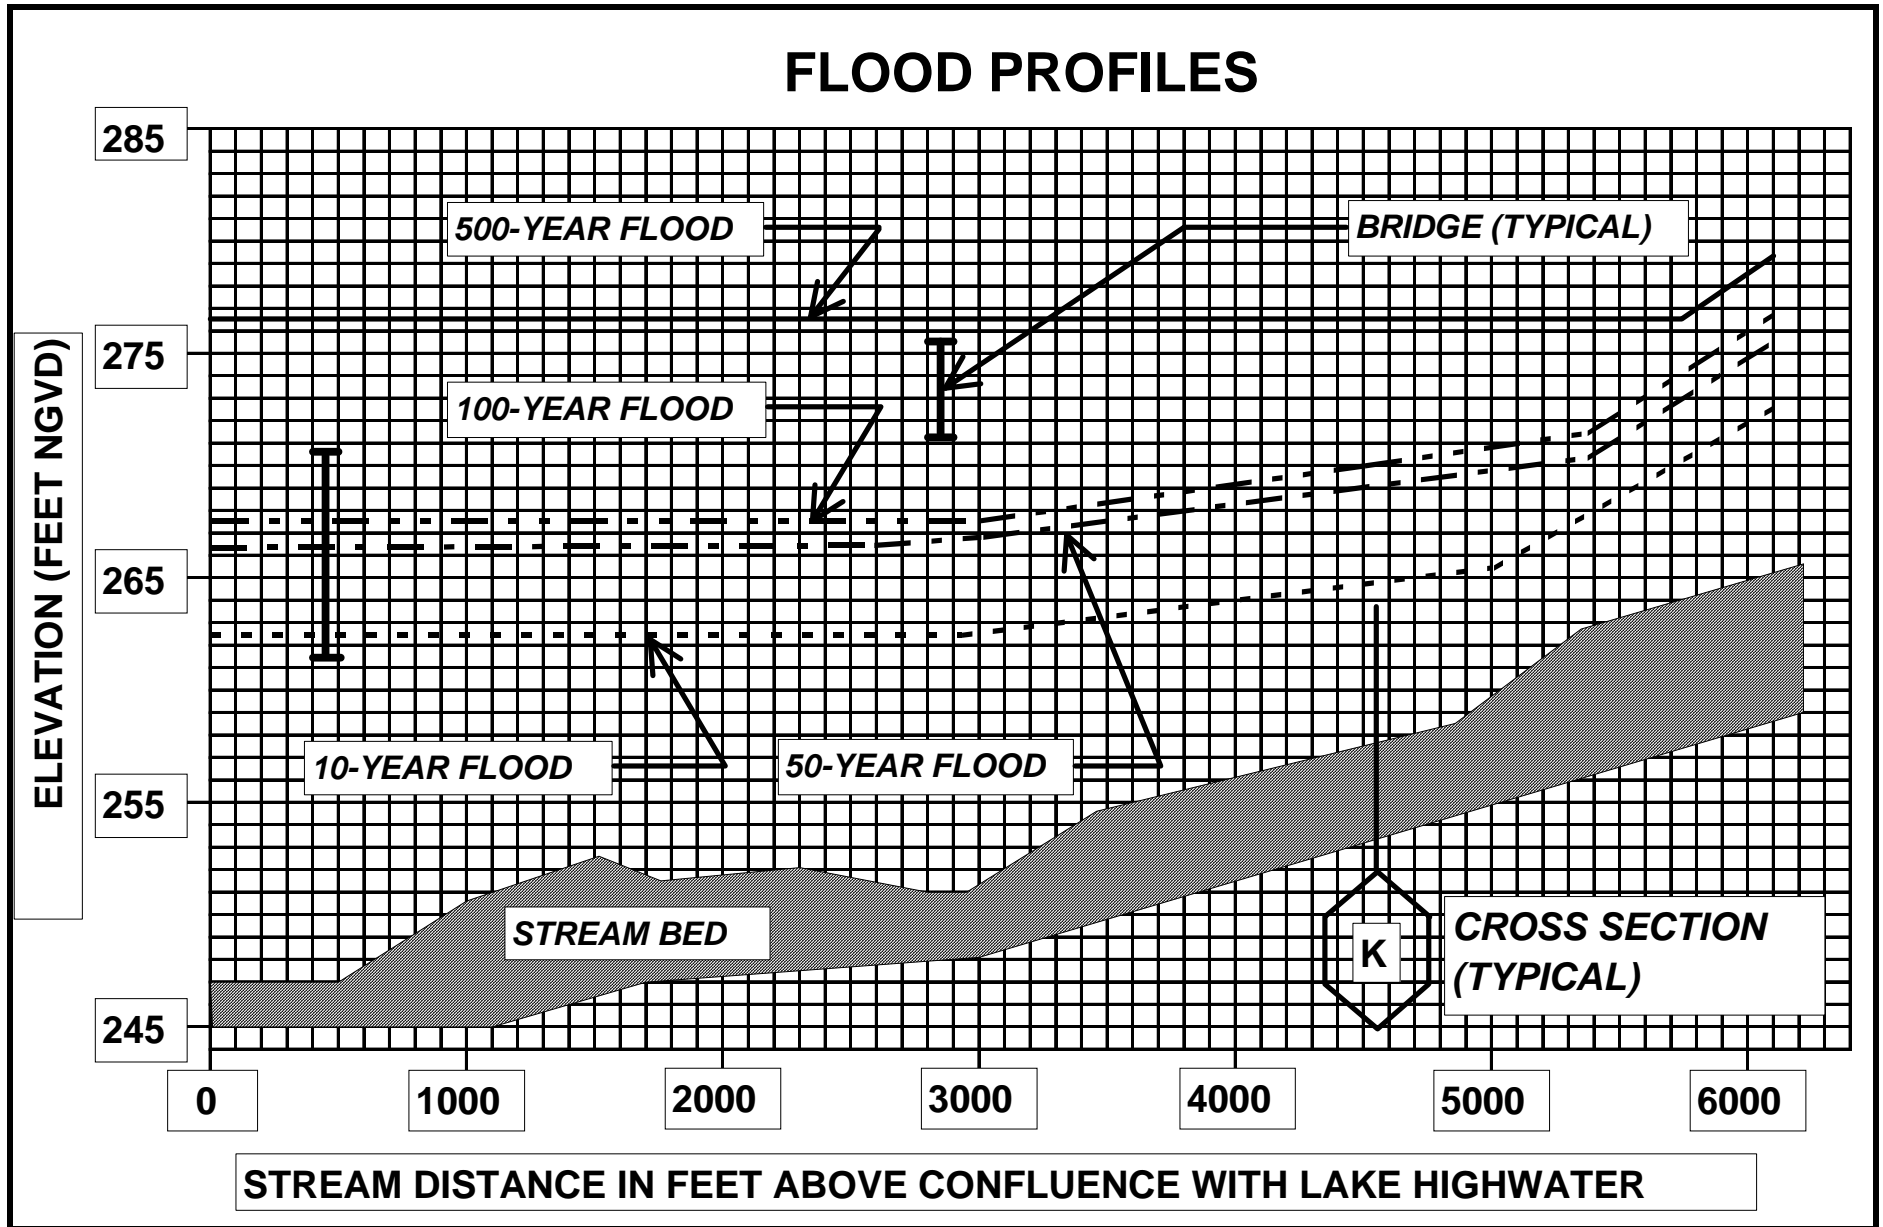 FLOOD PROFILES
285
500-YEAR FLOOD
BRIDGE (TYPICAL)
275
100-YEAR FLOOD
ELEVATION (FEET NGVD)
265
10-YEAR FLOOD
50-YEAR FLOOD
255
STREAM BED
K
CROSS SECTION
(TYPICAL)
245
0
1000
2000
3000
4000
5000
6000
STREAM DISTANCE IN FEET ABOVE CONFLUENCE WITH LAKE HIGHWATER